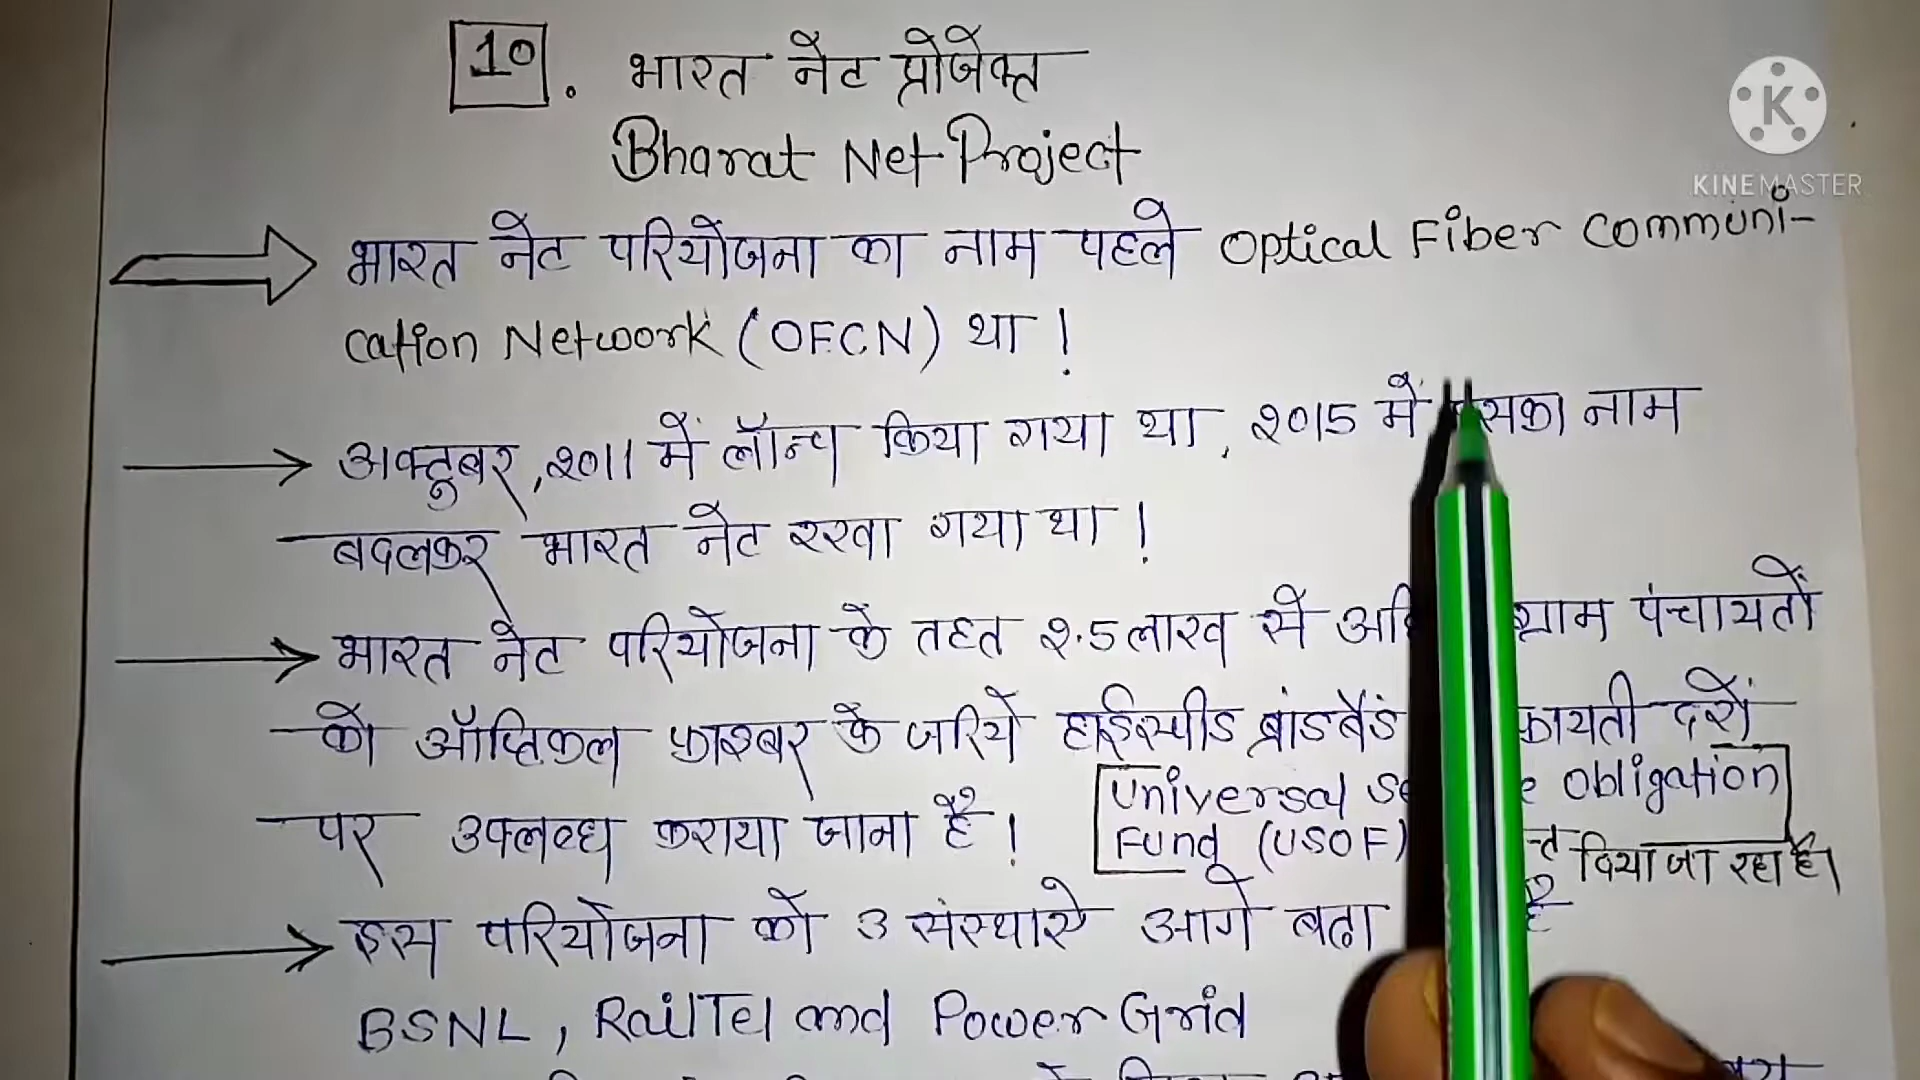 10. भारत नेट प्रोजेक्त
Bharat Net Project
KINEMASTER
भारत नेट परियोजना का नाम पहले Optical Fiber Communi-
cation Network (OFCN) था !
अक्टुबर, 2011 में लॉन्च किया गया था, 2015 में इसका नाम
बदलकर भारत नेट रखा गया था !
भारत नेट परियोजना के तहत 2.5 लाख से ग्राम पंचायतों
को ऑप्टिकल फ़ाइबर के जरिये हाईस्पीड ब्रांडबैंड दरों
पर उपलब्ध कराया जाना है !
Universal Obligation
Fund (USOF) दिया जा रहा है।
इस परियोजना को 3 संस्थाये आगे बढा है
BSNL, RailTel and Power Grid